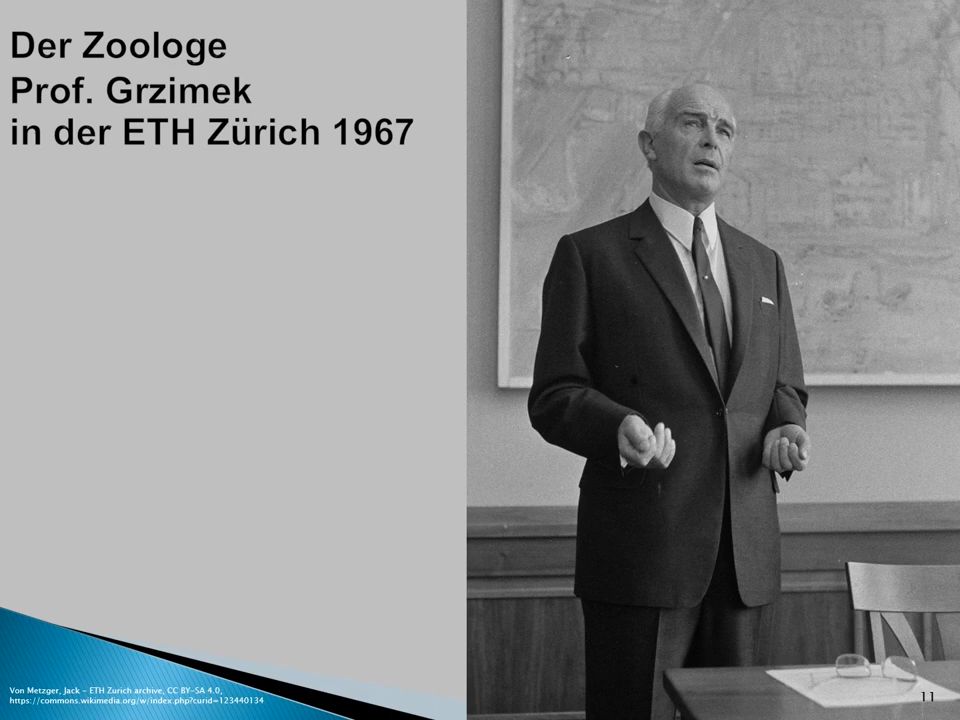 Der Zoologe
Prof. Grzimek
in der ETH Zürich 1967
Von Metzger, Jack - ETH Zurich archive, CC BY-SA 4.0,
https://commons.wikimedia.org/w/index.php?curid=123440134
11